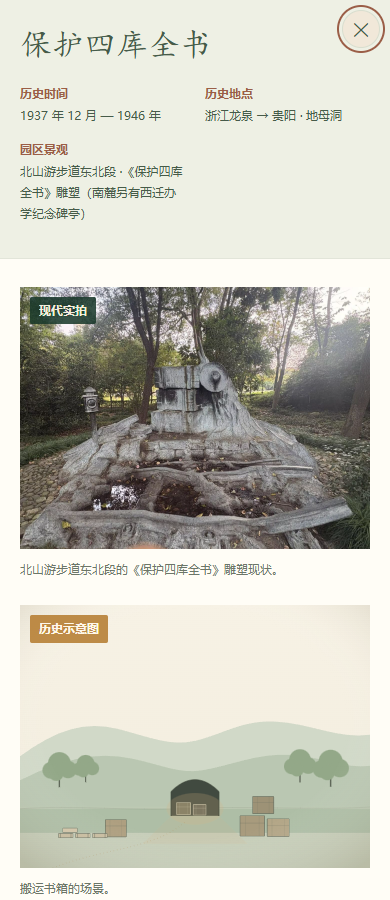 保护四库全书
历史时间
1937 年 12 月 — 1946 年
历史地点
浙江龙泉 → 贵阳 · 地母洞
园区景观
北山游步道东北段 ·《保护四库
全书》雕塑（南麓另有西迁办
学纪念碑亭）
现代实拍
北山游步道东北段的《保护四库全书》雕塑现状。
历史示意图
搬运书箱的场景。